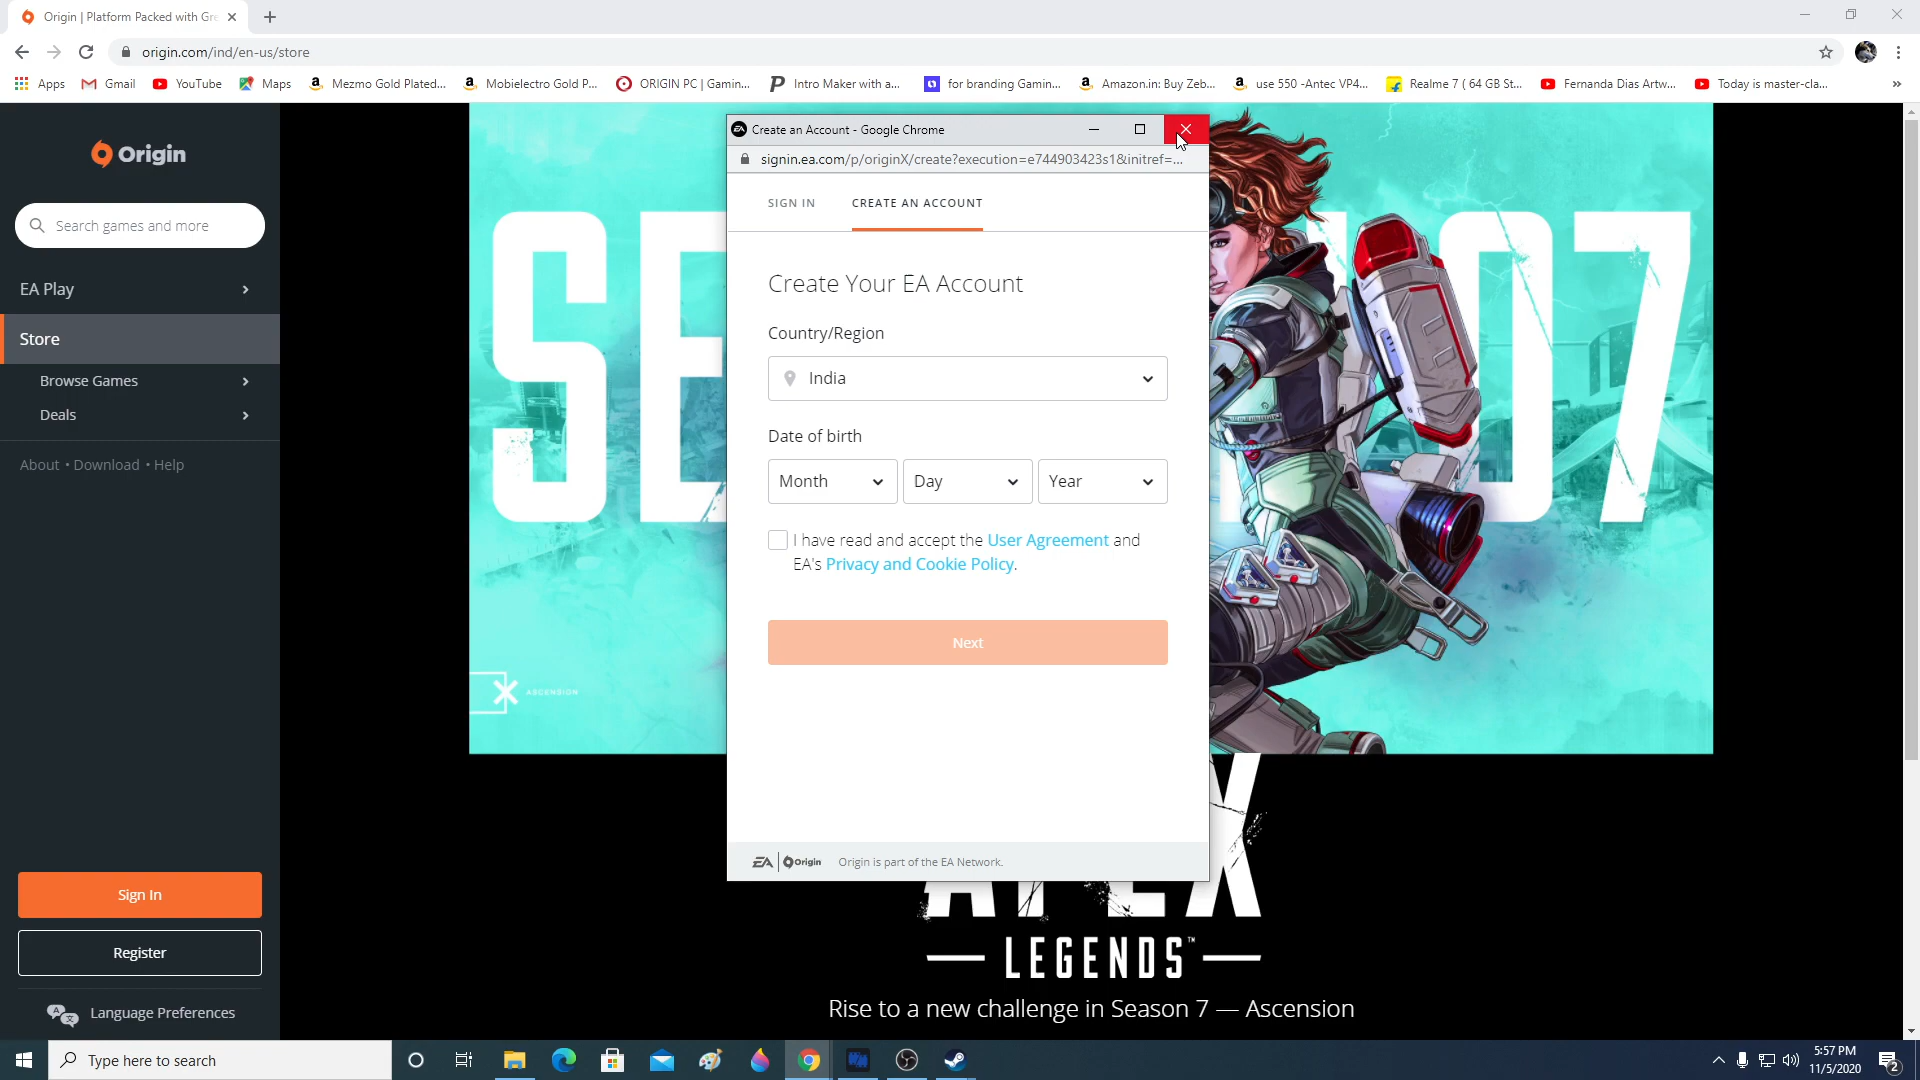 Origin | Platform Packed with Gre
origin.com/ind/en-us/store
Apps
Gmail
YouTube
Maps
Mezmo Gold Plated...
Mobielectro Gold P...
ORIGIN PC | Gamin...
Intro Maker with a...
for branding Gamin...
Amazon.in: Buy Zeb...
use 550 -Antec VP4...
Realme 7 ( 64 GB St...
Fernanda Dias Artw...
Today is master-cla...
»
Origin
Search games and more
EA Play
Store
Browse Games
Deals
About • Download • Help
Sign In
Register
Language Preferences
Create an Account - Google Chrome
signin.ea.com/p/originX/create?execution=e744903423s1&initref=...
SIGN IN
CREATE AN ACCOUNT
Create Your EA Account
Country/Region
India
Date of birth
Month
Day
Year
I have read and accept the User Agreement and
EA's Privacy and Cookie Policy.
Next
EA
Origin
Origin is part of the EA Network.
SE
07
ASCENSION
APEX
LEGENDS™
Rise to a new challenge in Season 7 — Ascension
Type here to search
5:57 PM
11/5/2020
2